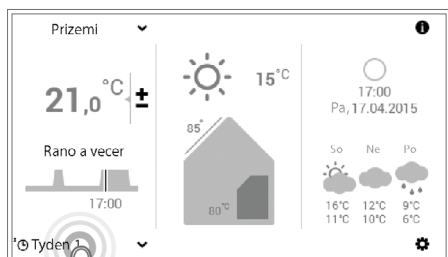 Prizemi
21,0 °C ±
Rano a vecer
17:00
Tyden 1
15°C
85°
80°C
17:00
Pa, 17.04.2015
So Ne Po
16°C 12°C 9°C
11°C 10°C 6°C